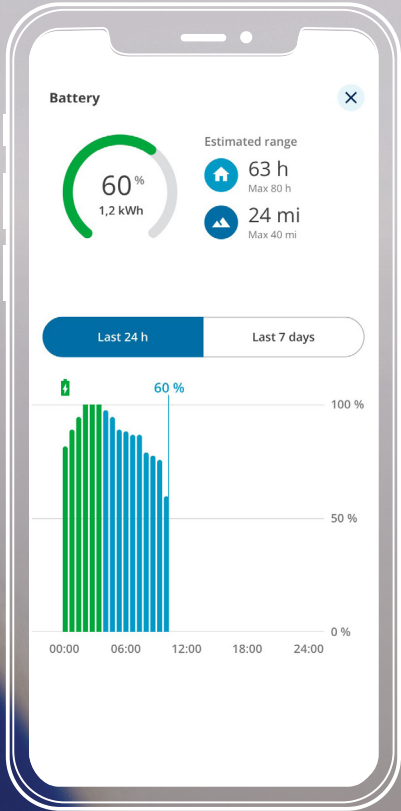 Battery
60 %
1,2 kWh
Estimated range
63 h
Max 80 h
24 mi
Max 40 mi
Last 24 h
Last 7 days
60 %
100 %
50 %
0 %
00:00 06:00 12:00 18:00 24:00